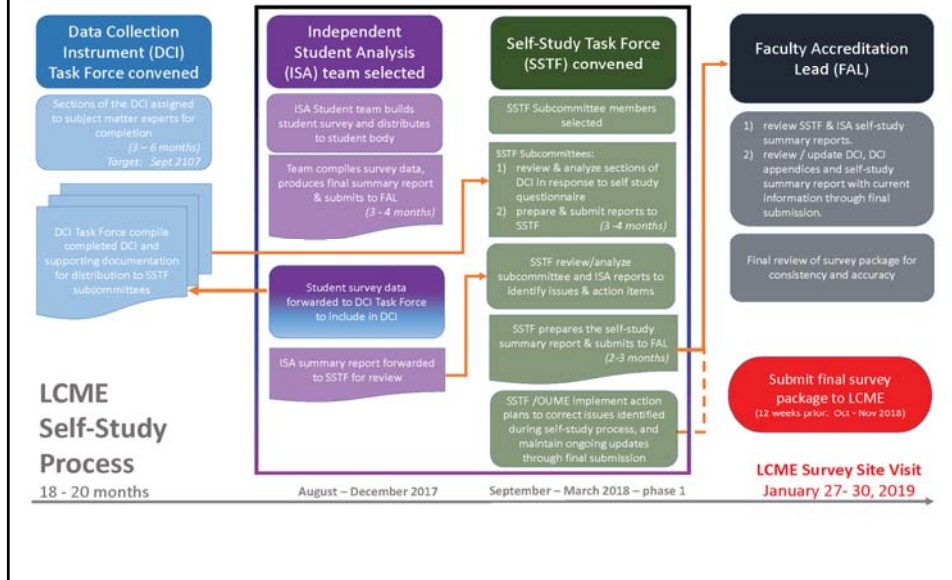 Data Collection
Instrument (DCI)
Task Force convened
Sections of the DCI assigned
to subject matter experts for
completion
(3 – 6 months)
Target: Sept 2107
DCI Task Force compile
completed DCI and
supporting documentation
for distribution to SSTF
subcommittees
Independent
Student Analysis
(ISA) team selected
ISA Student team builds
student survey and distributes
to student body
Team compiles survey data,
produces final summary report
& submits to FAL
(3 - 4 months)
Student survey data
forwarded to DCI Task Force
to include in DCI
ISA summary report forwarded
to SSTF for review
Self-Study Task Force
(SSTF) convened
SSTF Subcommittee members
selected
SSTF Subcommittees:
1) review & analyze sections of
DCI in response to self study
questionnaire
2) prepare & submit reports to
SSTF (3 -4 months)
SSTF review/analyze
subcommittee and ISA reports to
identify issues & action items
SSTF prepares the self-study
summary report & submits to FAL
(2-3 months)
SSTF /OUME implement action
plans to correct issues identified
during self-study process, and
maintain ongoing updates
through final submission
Faculty Accreditation
Lead (FAL)
1) review SSTF & ISA self-study
summary reports.
2) review / update DCI, DCI
appendices and self-study
summary report with current
information through final
submission.
Final review of survey package for
consistency and accuracy
Submit final survey
package to LCME
(12 weeks prior: Oct - Nov 2018)
LCME
Self-Study
Process
18 - 20 months
August – December 2017
September – March 2018 – phase 1
LCME Survey Site Visit
January 27- 30, 2019